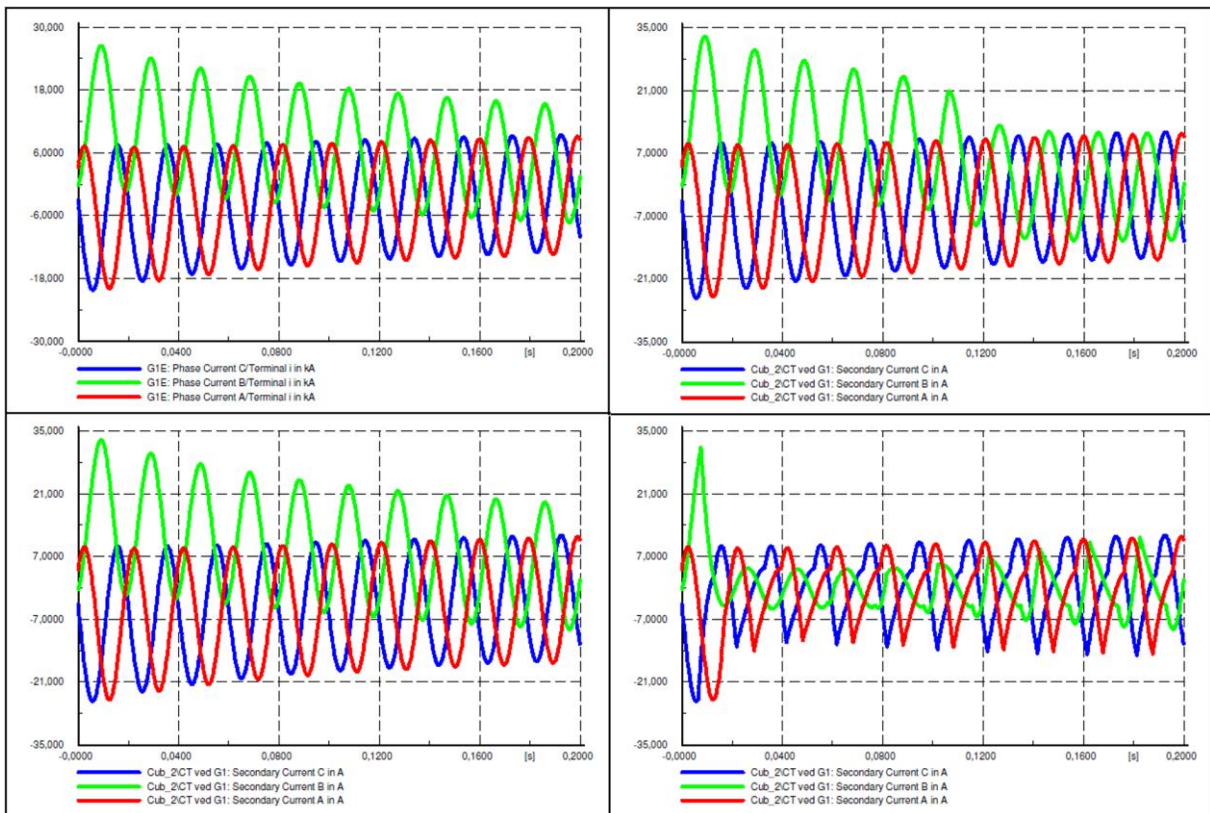 30,000
18,000
6,0000
-6,0000
-18,000
-30,000
-0,0000 0,0400 0,0800 0,1200 0,1600 [s] 0,2000
G1E: Phase Current C/Terminal i in kA
G1E: Phase Current B/Terminal i in kA
G1E: Phase Current A/Terminal i in kA
35,000
21,000
7,0000
-7,0000
-21,000
-35,000
-0,0000 0,0400 0,0800 0,1200 0,1600 [s] 0,2000
Cub_2\CT ved G1: Secondary Current C in A
Cub_2\CT ved G1: Secondary Current B in A
Cub_2\CT ved G1: Secondary Current A in A
35,000
21,000
7,0000
-7,0000
-21,000
-35,000
-0,0000 0,0400 0,0800 0,1200 0,1600 [s] 0,2000
Cub_2\CT ved G1: Secondary Current C in A
Cub_2\CT ved G1: Secondary Current B in A
Cub_2\CT ved G1: Secondary Current A in A
35,000
21,000
7,0000
-7,0000
-21,000
-35,000
-0,0000 0,0400 0,0800 0,1200 0,1600 [s] 0,2000
Cub_2\CT ved G1: Secondary Current C in A
Cub_2\CT ved G1: Secondary Current B in A
Cub_2\CT ved G1: Secondary Current A in A